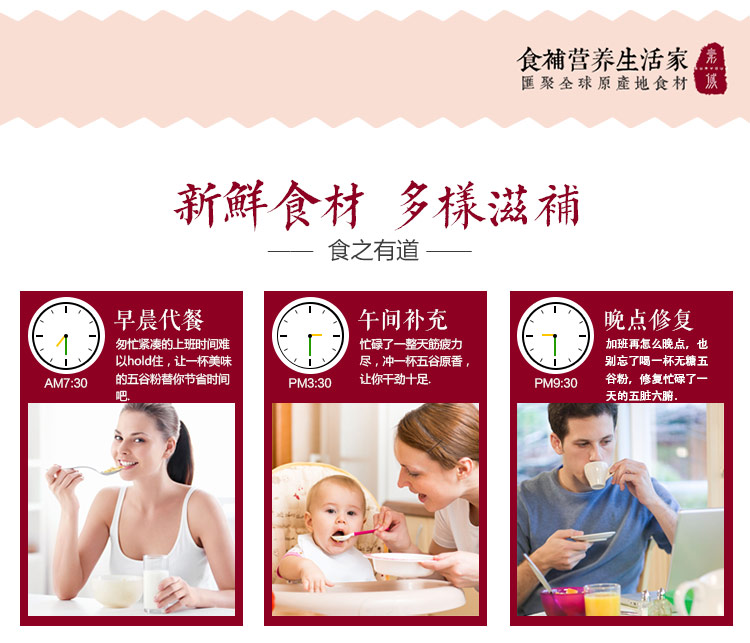 食補营养生活家
匯聚全球原產地食材
新鮮食材 多樣滋補
食之有道
早晨代餐
匆忙紧凑的上班时间难
以hold住，让一杯美味
的五谷粉替你节省时间
吧.
AM7:30
午间补充
忙碌了一整天筋疲力
尽，冲一杯五谷原香，
让你干劲十足.
PM3:30
晚点修复
加班再怎么晚点，也
别忘了喝一杯无糖五
谷粉，修复忙碌了一
天的五脏六腑.
PM9:30